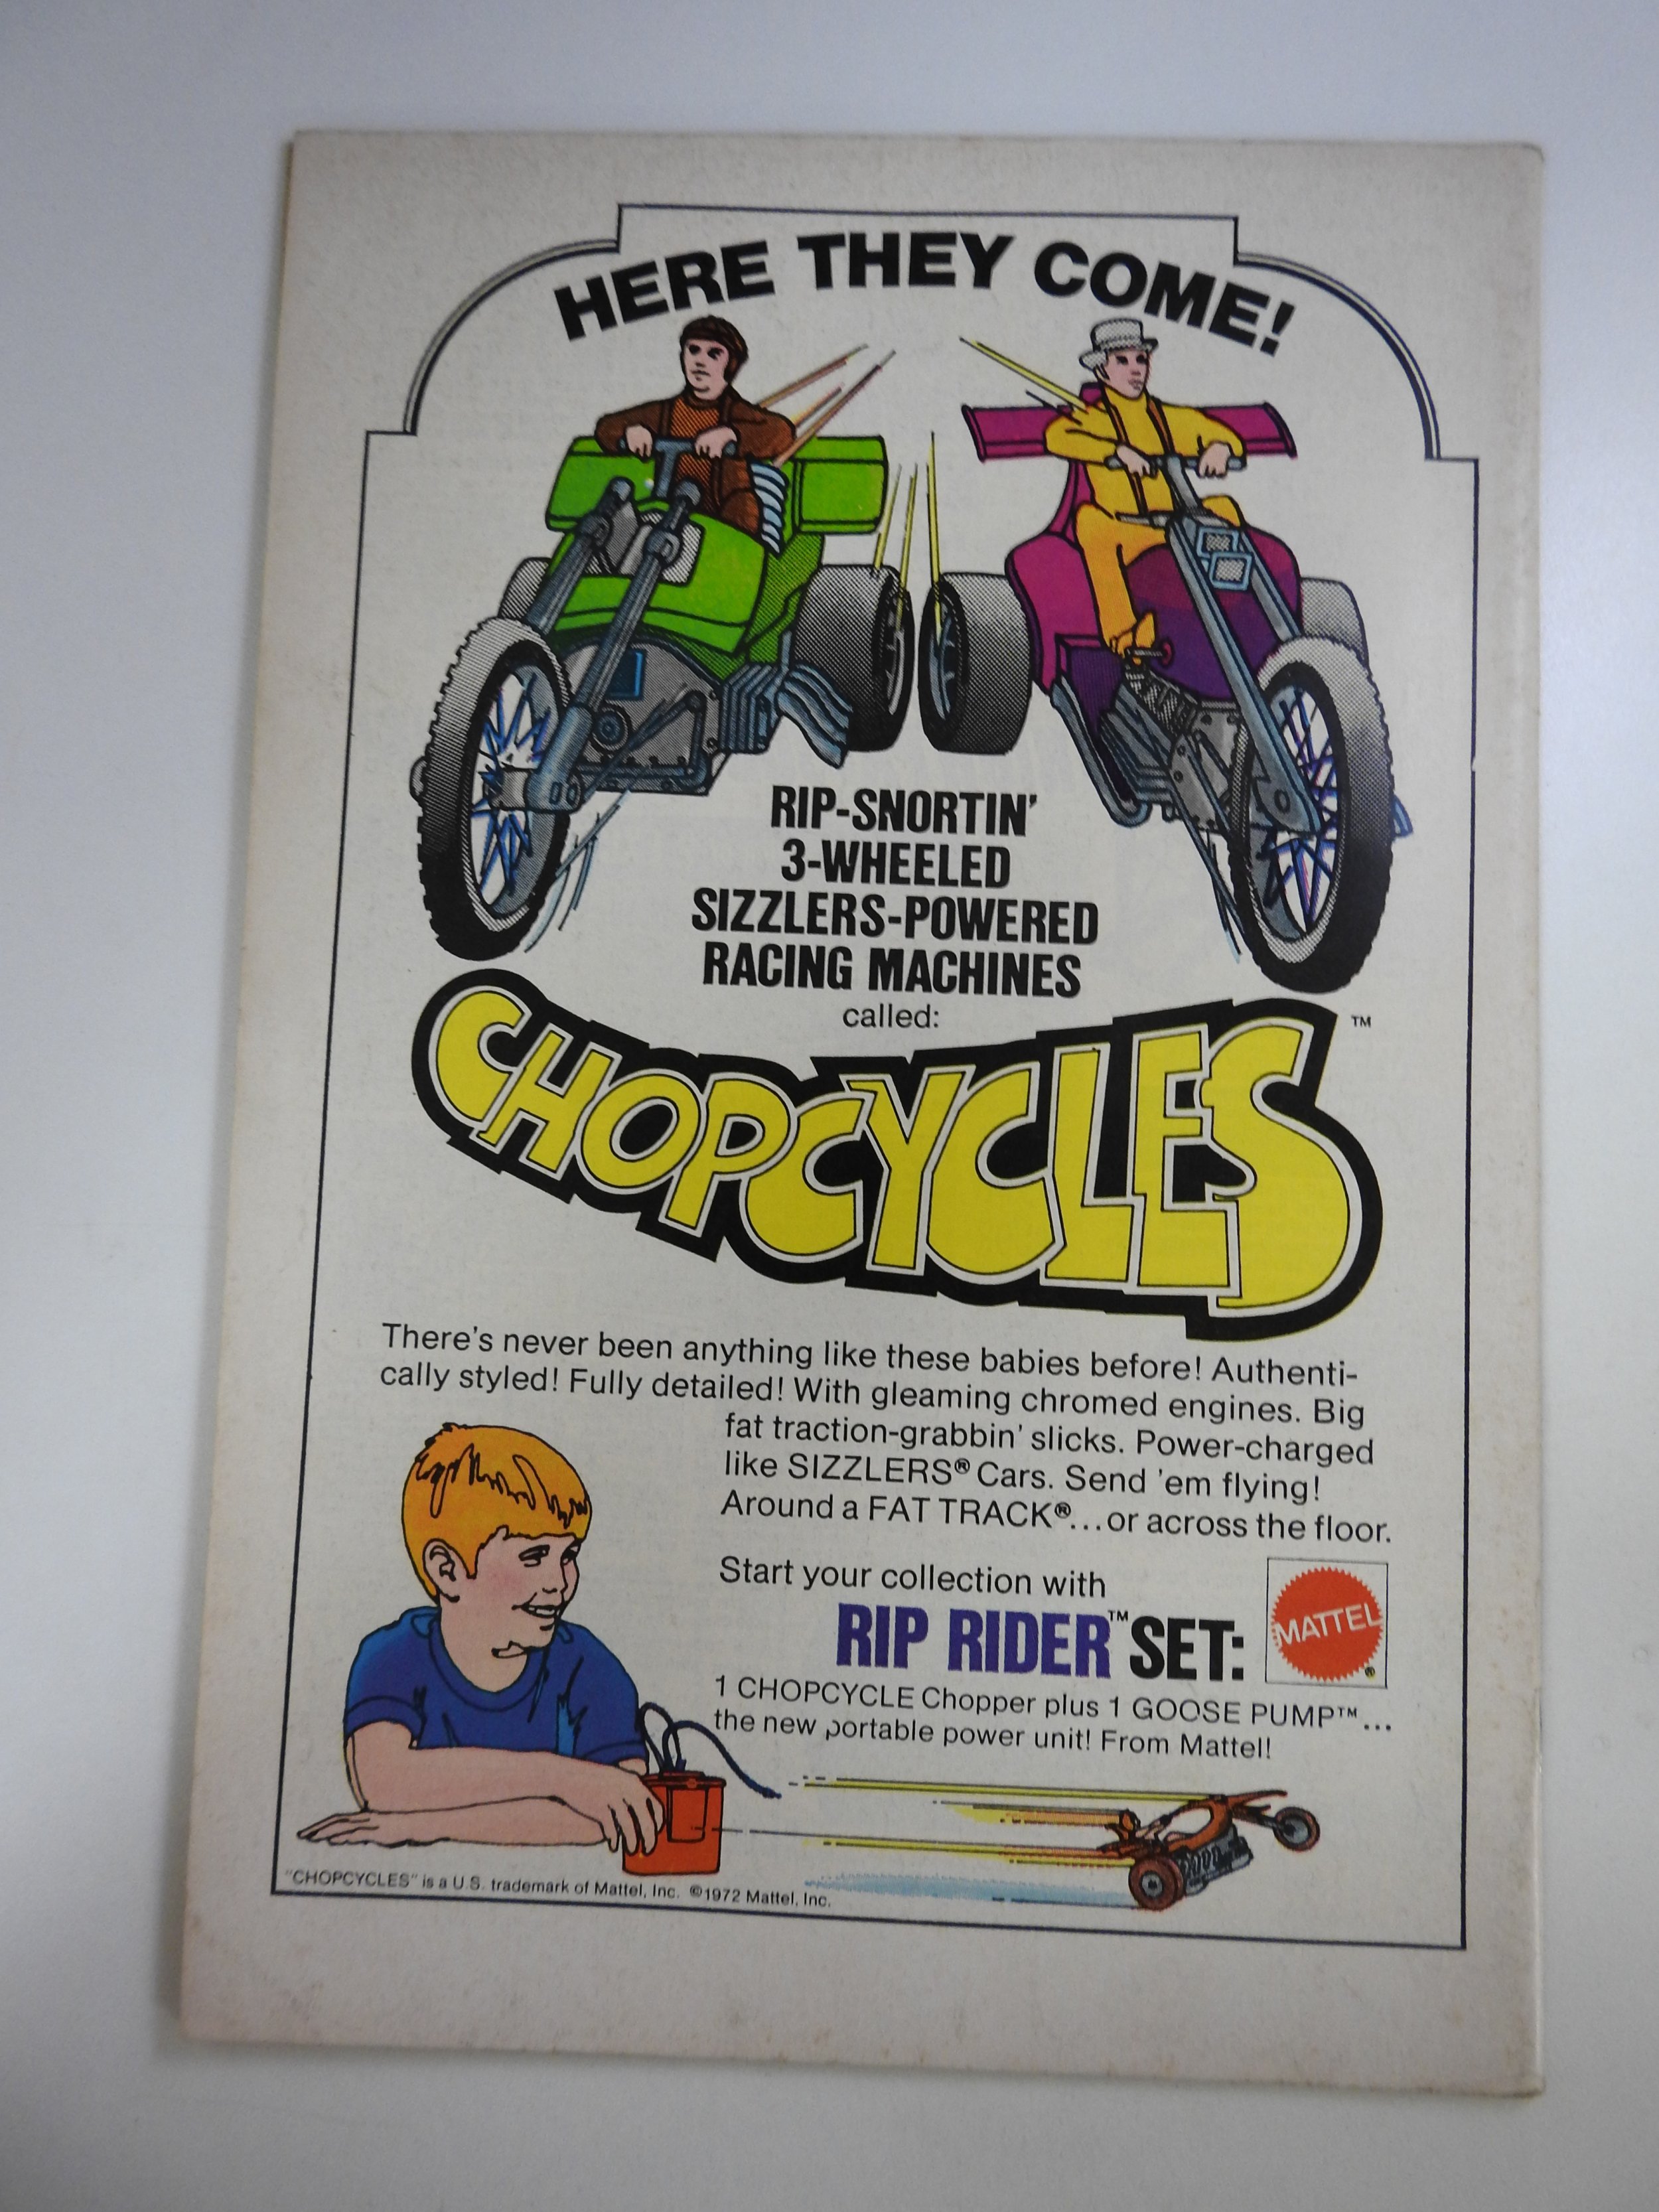 HERE THEY COME!
RIP-SNORTIN'
3-WHEELED
SIZZLERS-POWERED
RACING MACHINES
called:
CHOPCYCLES™
There's never been anything like these babies before! Authenti-
cally styled! Fully detailed! With gleaming chromed engines. Big
fat traction-grabbin' slicks. Power-charged
like SIZZLERS® Cars. Send 'em flying!
Around a FAT TRACK®...or across the floor.
Start your collection with
RIP RIDER™ SET:
MATTEL®
1 CHOPCYCLE Chopper plus 1 GOOSE PUMP™...
the new portable power unit! From Mattel!
"CHOPCYCLES" is a U.S. trademark of Mattel, Inc. ©1972 Mattel, Inc.